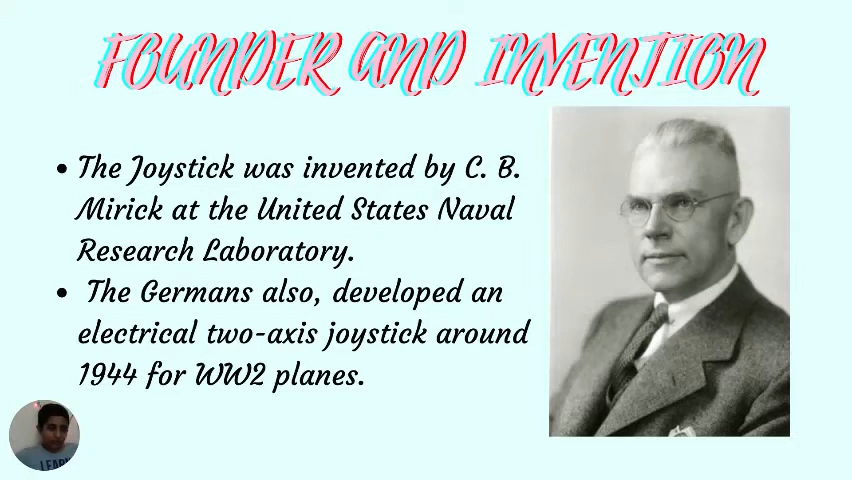 FOUNDER AND INVENTION
• The Joystick was invented by C. B.
Mirick at the United States Naval
Research Laboratory.
• The Germans also, developed an
electrical two-axis joystick around
1944 for WW2 planes.
LEARN